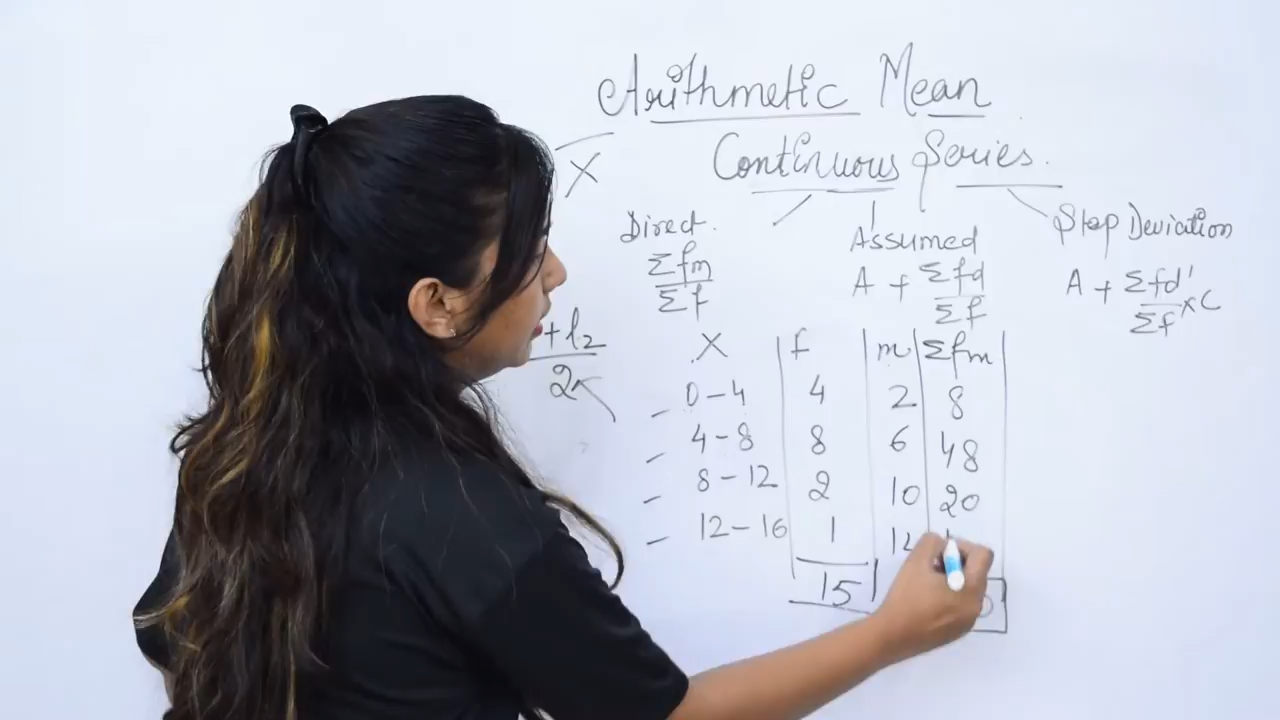 Arithmetic Mean
X
Continuous Series.
Direct. Assumed Step Deviation
Σfm/Σf A + Σfd/Σf A + Σfd'/Σf × C
+ l2/2
X f m Σfm
0-4 4 2 8
4-8 8 6 48
8-12 2 10 20
12-16 1
15